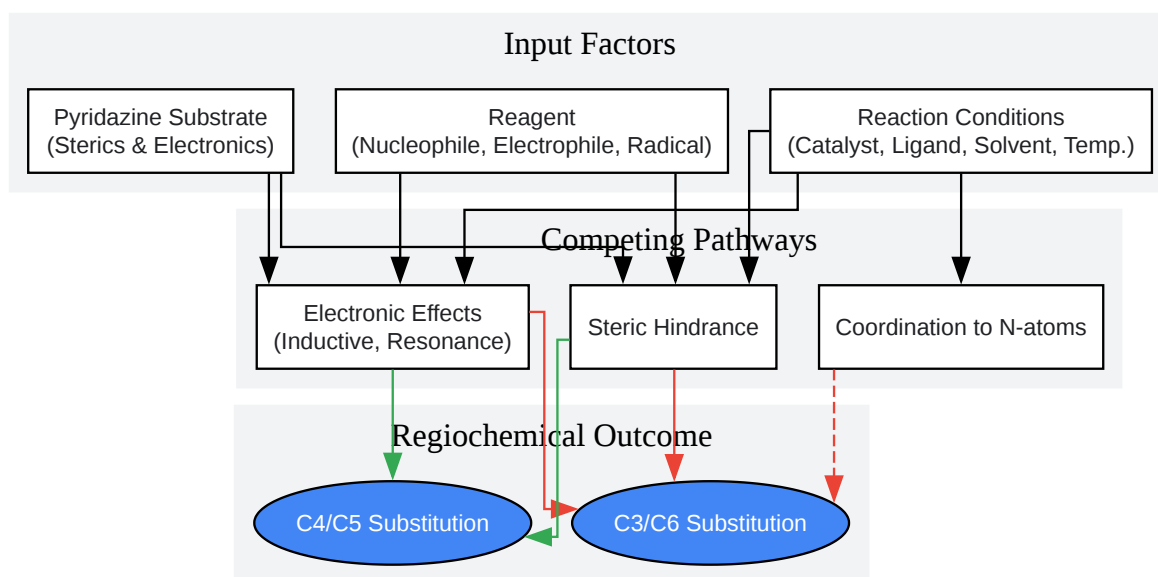 Input Factors
Pyridazine Substrate
(Sterics & Electronics)
Reagent
(Nucleophile, Electrophile, Radical)
Reaction Conditions
(Catalyst, Ligand, Solvent, Temp.)
Competing Pathways
Electronic Effects
(Inductive, Resonance)
Steric Hindrance
Coordination to N-atoms
Regiochemical Outcome
C4/C5 Substitution
C3/C6 Substitution